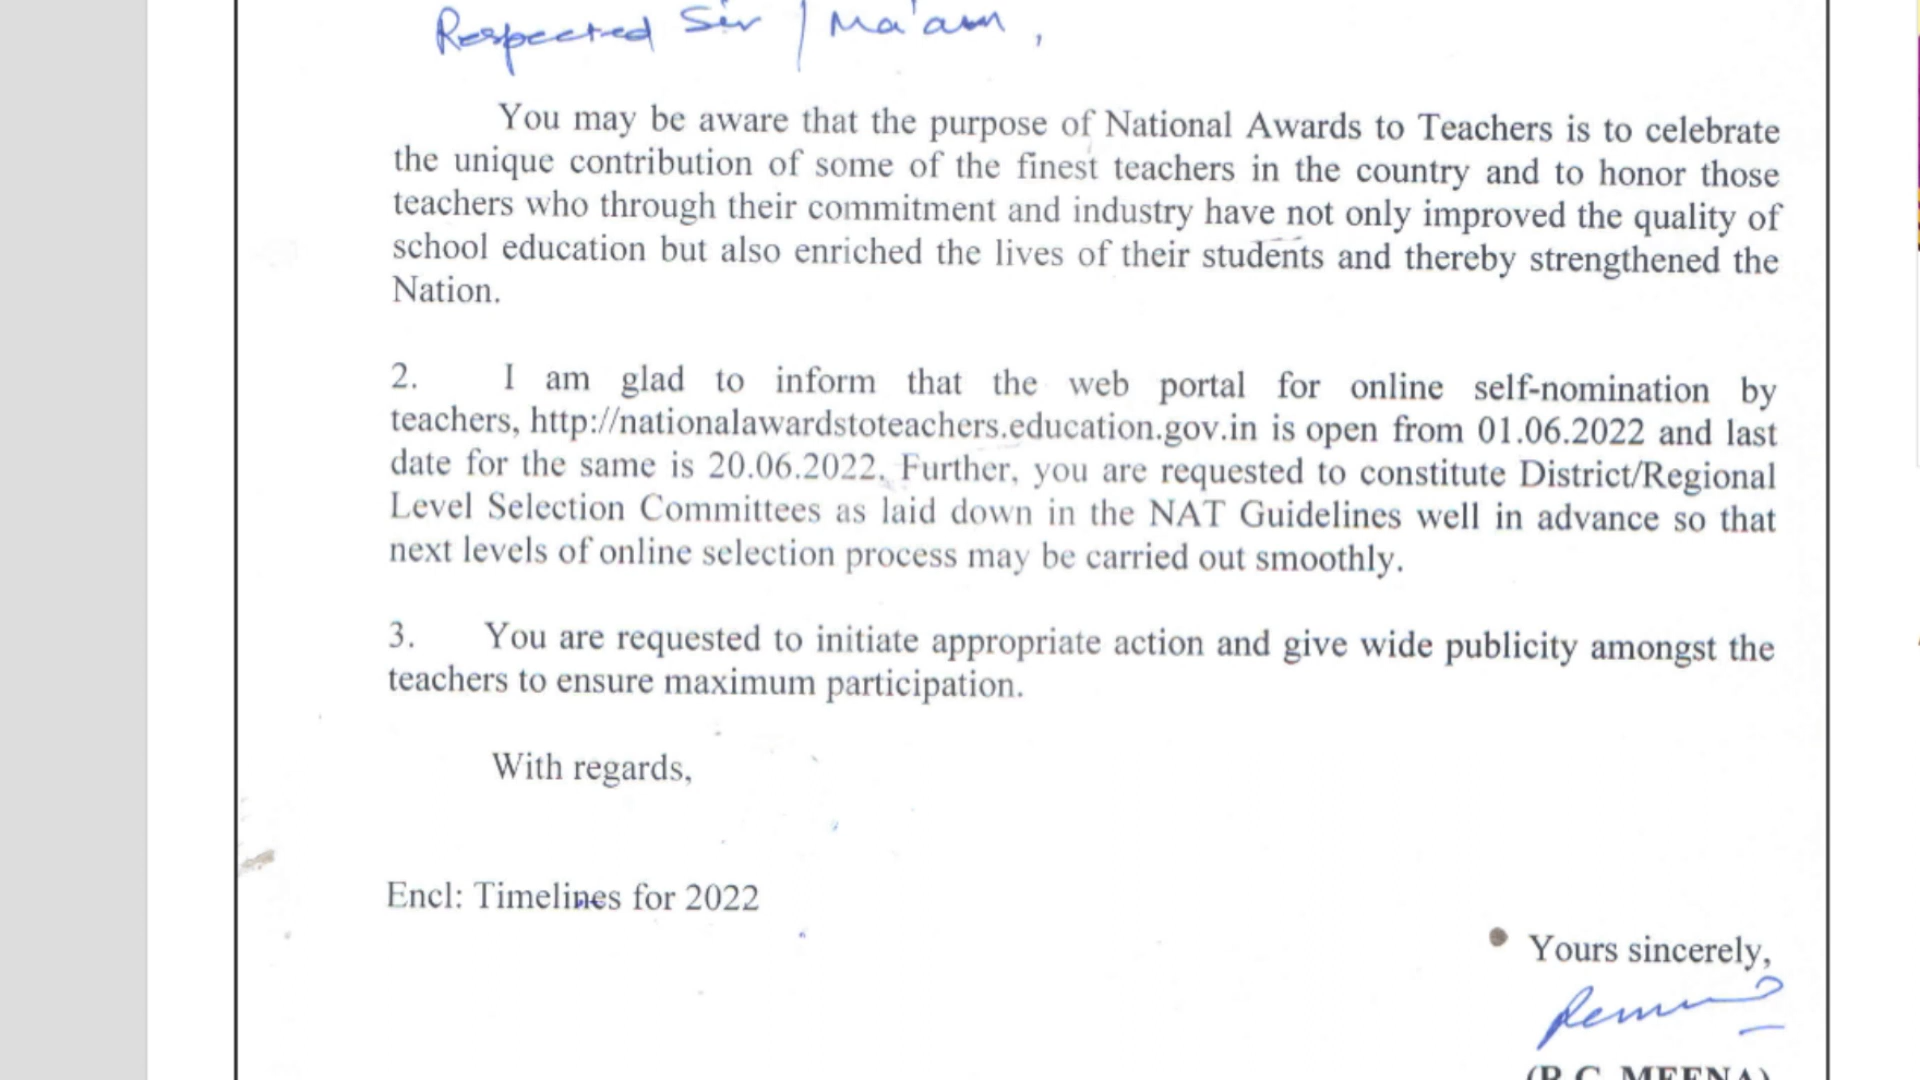 Respected Sir / Ma'am,
You may be aware that the purpose of National Awards to Teachers is to celebrate
the unique contribution of some of the finest teachers in the country and to honor those
teachers who through their commitment and industry have not only improved the quality of
school education but also enriched the lives of their students and thereby strengthened the
Nation.
2. I am glad to inform that the web portal for online self-nomination by
teachers, http://nationalawardstoteachers.education.gov.in is open from 01.06.2022 and last
date for the same is 20.06.2022. Further, you are requested to constitute District/Regional
Level Selection Committees as laid down in the NAT Guidelines well in advance so that
next levels of online selection process may be carried out smoothly.
3. You are requested to initiate appropriate action and give wide publicity amongst the
teachers to ensure maximum participation.
With regards,
Encl: Timelines for 2022
Yours sincerely,
(R.C. MEENA)